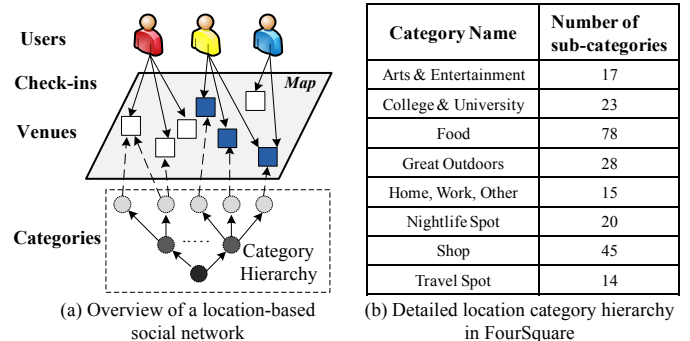 Users
Check-ins
Map
Venues
Categories
Category
Hierarchy
(a) Overview of a location-based
social network
Category Name Number of
sub-categories
Arts & Entertainment 17
College & University 23
Food 78
Great Outdoors 28
Home, Work, Other 15
Nightlife Spot 20
Shop 45
Travel Spot 14
(b) Detailed location category hierarchy
in FourSquare